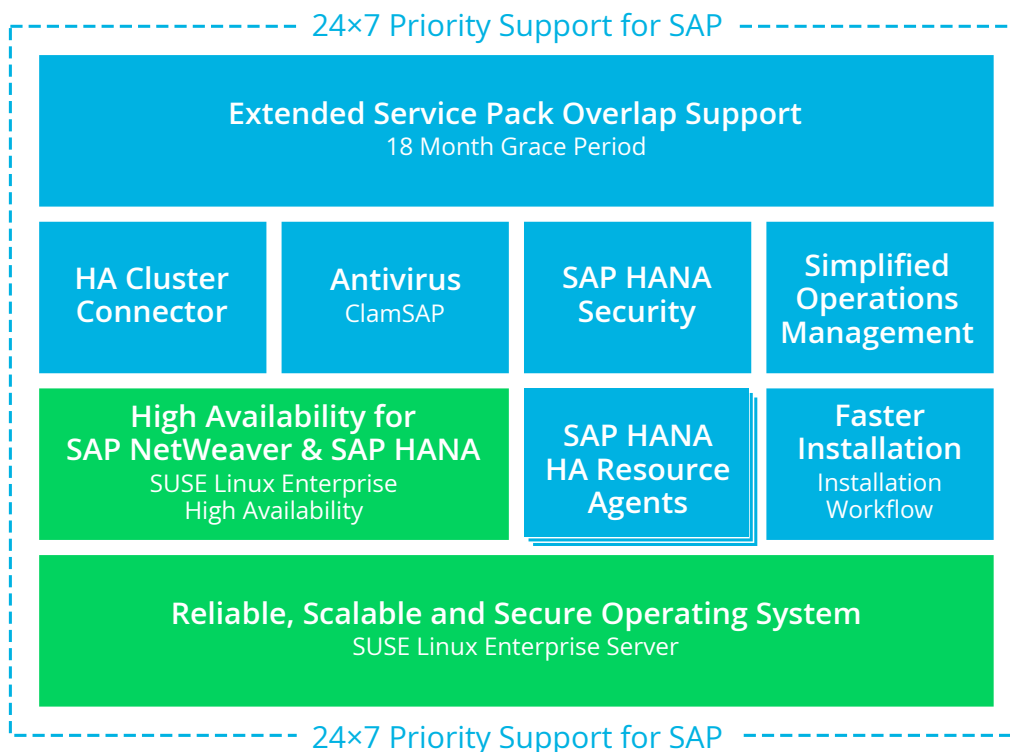 24×7 Priority Support for SAP
Extended Service Pack Overlap Support
18 Month Grace Period
HA Cluster
Connector
Antivirus
ClamSAP
SAP HANA
Security
Simplified
Operations
Management
High Availability for
SAP NetWeaver & SAP HANA
SUSE Linux Enterprise
High Availability
SAP HANA
HA Resource
Agents
Faster
Installation
Installation
Workflow
Reliable, Scalable and Secure Operating System
SUSE Linux Enterprise Server
24×7 Priority Support for SAP